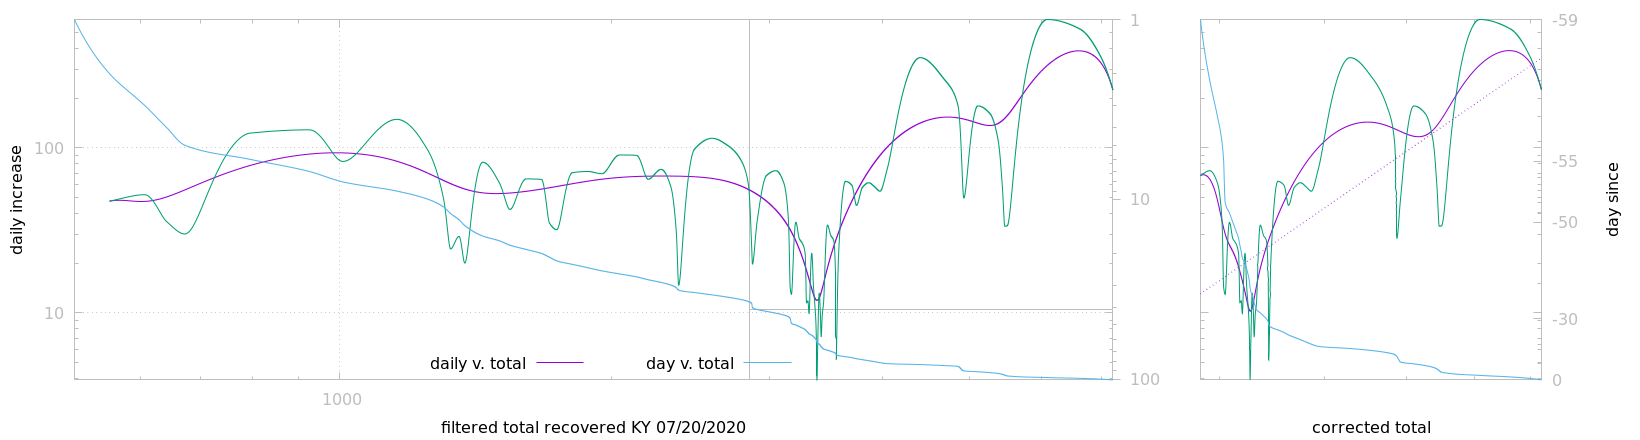 1
-59
100
-55
10
-50
10
-30
daily v. total
day v. total
100
0
1000
daily increase
day since
filtered total recovered KY 07/20/2020
corrected total